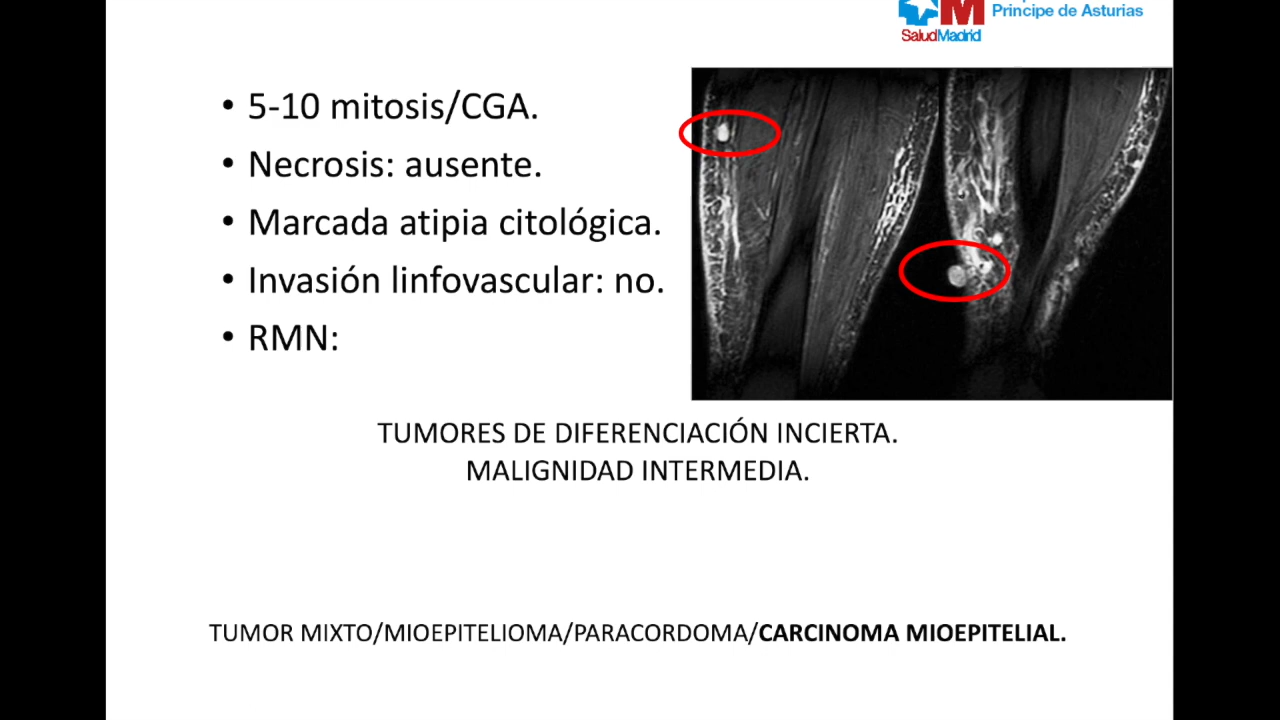 Principe de Asturias
M
SaludMadrid
• 5-10 mitosis/CGA.
• Necrosis: ausente.
• Marcada atipia citológica.
• Invasión linfovascular: no.
• RMN:
TUMORES DE DIFERENCIACIÓN INCIERTA.
MALIGNIDAD INTERMEDIA.
TUMOR MIXTO/MIOEPITELIOMA/PARACORDOMA/CARCINOMA MIOEPITELIAL.